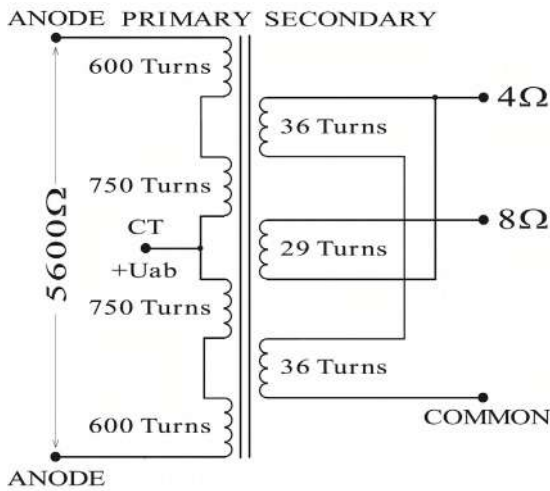 ANODE PRIMARY SECONDARY
600 Turns
4Ω
36 Turns
750 Turns
5600Ω
CT
8Ω
+Uab
29 Turns
750 Turns
36 Turns
600 Turns
COMMON
ANODE